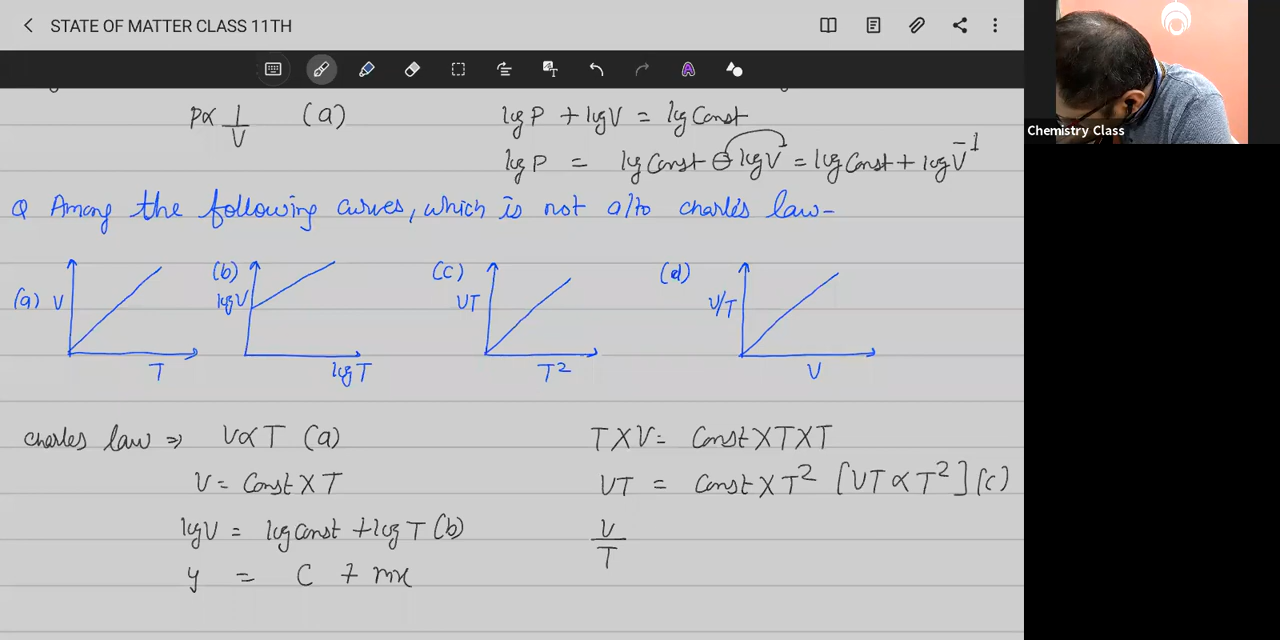 STATE OF MATTER CLASS 11TH
Chemistry Class
P∝ 1/V (a)
log P + log V = log Const
log P = log Const ⊖ log V = log Const + log V⁻¹
Q Among the following curves, which is not a/to charle's law-
(a) V T
(b) log V log T
(c) VT T²
(d) V/T V
Charles law ⇒ V∝T (a)
V = Const X T
log V = log Const + log T (b)
y = C + mx
T X V = Const X T X T
VT = Const X T² [VT ∝ T²] (c)
V/T